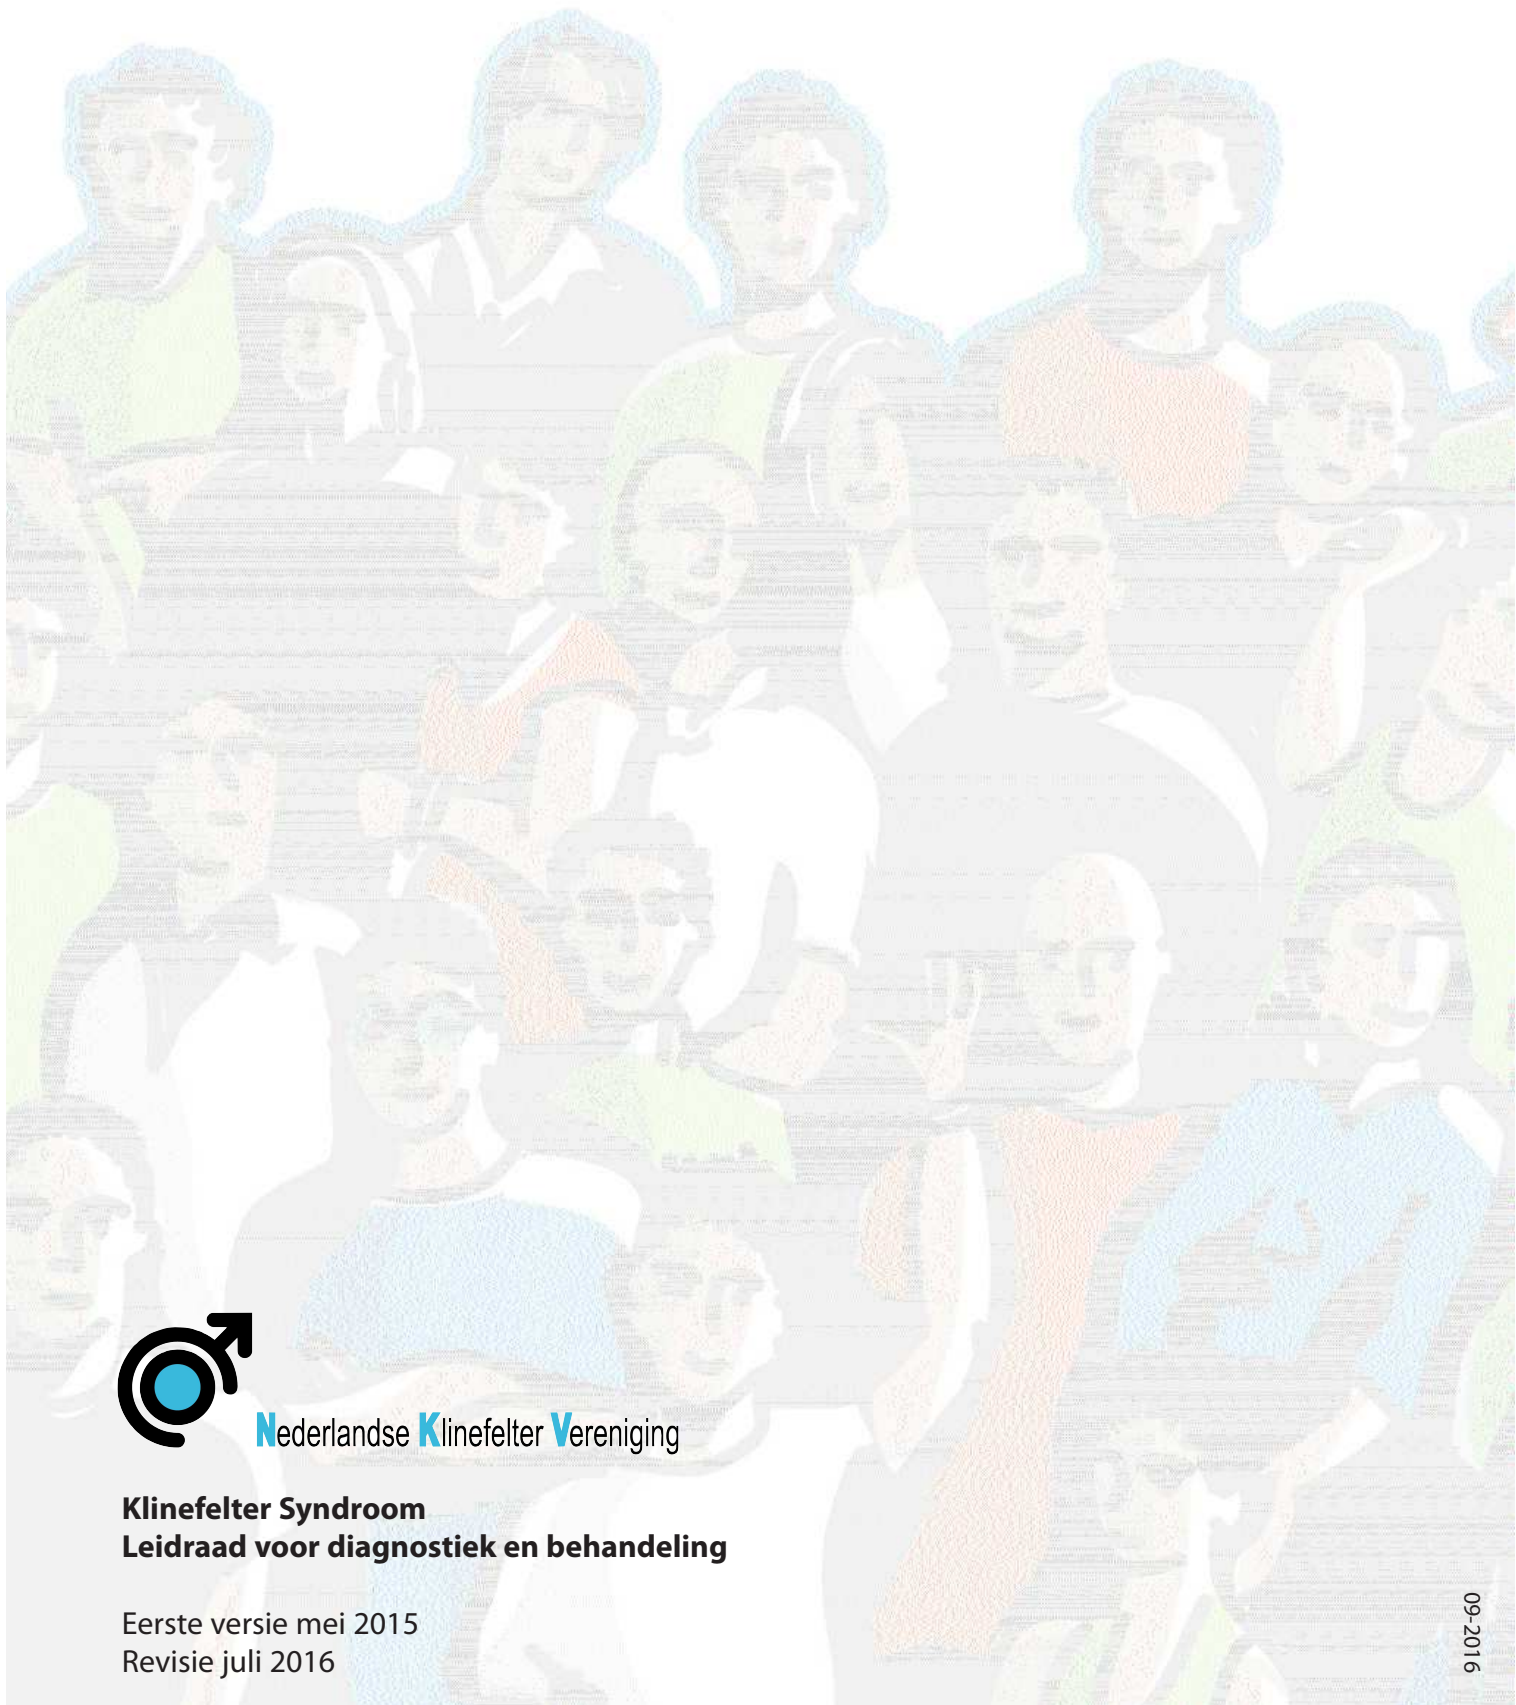 Nederlandse Klinefelter Vereniging
Klinefelter Syndroom
Leidraad voor diagnostiek en behandeling
Eerste versie mei 2015
Revisie juli 2016
09-2016